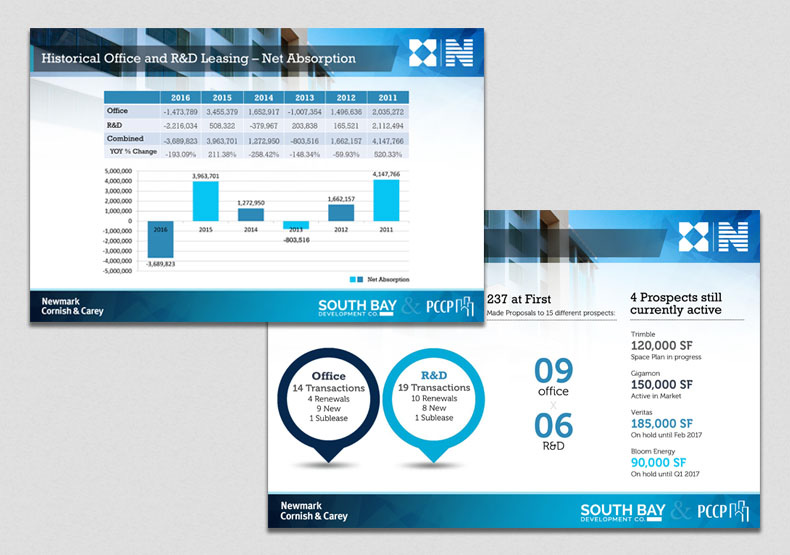 Historical Office and R&D Leasing – Net Absorption
N
2016 2015 2014 2013 2012 2011
Office -1,473,789 3,455,379 1,652,917 -1,007,354 1,496,636 2,035,272
R&D -2,216,034 508,322 -379,967 203,838 165,521 2,112,494
Combined -3,689,823 3,963,701 1,272,950 -803,516 1,662,157 4,147,766
YOY % Change -193.09% 211.38% -258.42% -148.34% -59.93% 520.33%
5,000,000
4,000,000
3,000,000
2,000,000
1,000,000
0
-1,000,000
-2,000,000
-3,000,000
-4,000,000
-5,000,000
3,963,701
4,147,766
1,272,950
1,662,157
2016 2015 2014 2013 2012 2011
-803,516
-3,689,823
Net Absorption
Newmark
Cornish & Carey
SOUTH BAY
DEVELOPMENT CO.
&
PCCP
N
237 at First
Made Proposals to 15 different prospects:
4 Prospects still
currently active
Office
14 Transactions
4 Renewals
9 New
1 Sublease
R&D
19 Transactions
10 Renewals
8 New
1 Sublease
09
office
x
06
R&D
Trimble
120,000 SF
Space Plan in progress
Gigamon
150,000 SF
Active in Market
Veritas
185,000 SF
On hold until Feb 2017
Bloom Energy
90,000 SF
On hold until Q1 2017
Newmark
Cornish & Carey
SOUTH BAY
DEVELOPMENT CO.
&
PCCP